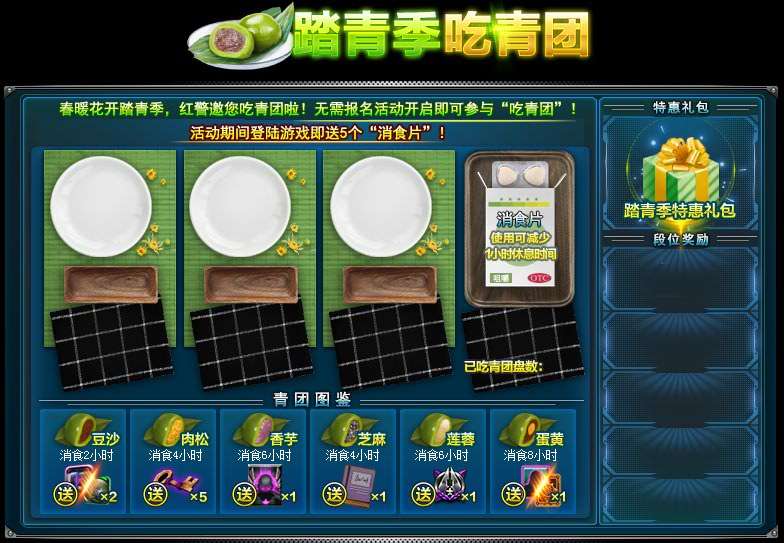 踏青季吃青团
春暖花开踏青季，红警邀您吃青团啦！无需报名活动开启即可参与“吃青团”！
活动期间登陆游戏即送5个“消食片”！
特惠礼包
踏青季特惠礼包
段位奖励
消食片
使用可减少
1小时休息时间
咀嚼
OTC
已吃青团盘数：
青团图鉴
豆沙
消食2小时
送 ×2
肉松
消食4小时
送 ×5
香芋
消食6小时
送 ×1
芝麻
消食4小时
送 ×1
莲蓉
消食6小时
送 ×1
蛋黄
消食8小时
送 ×1